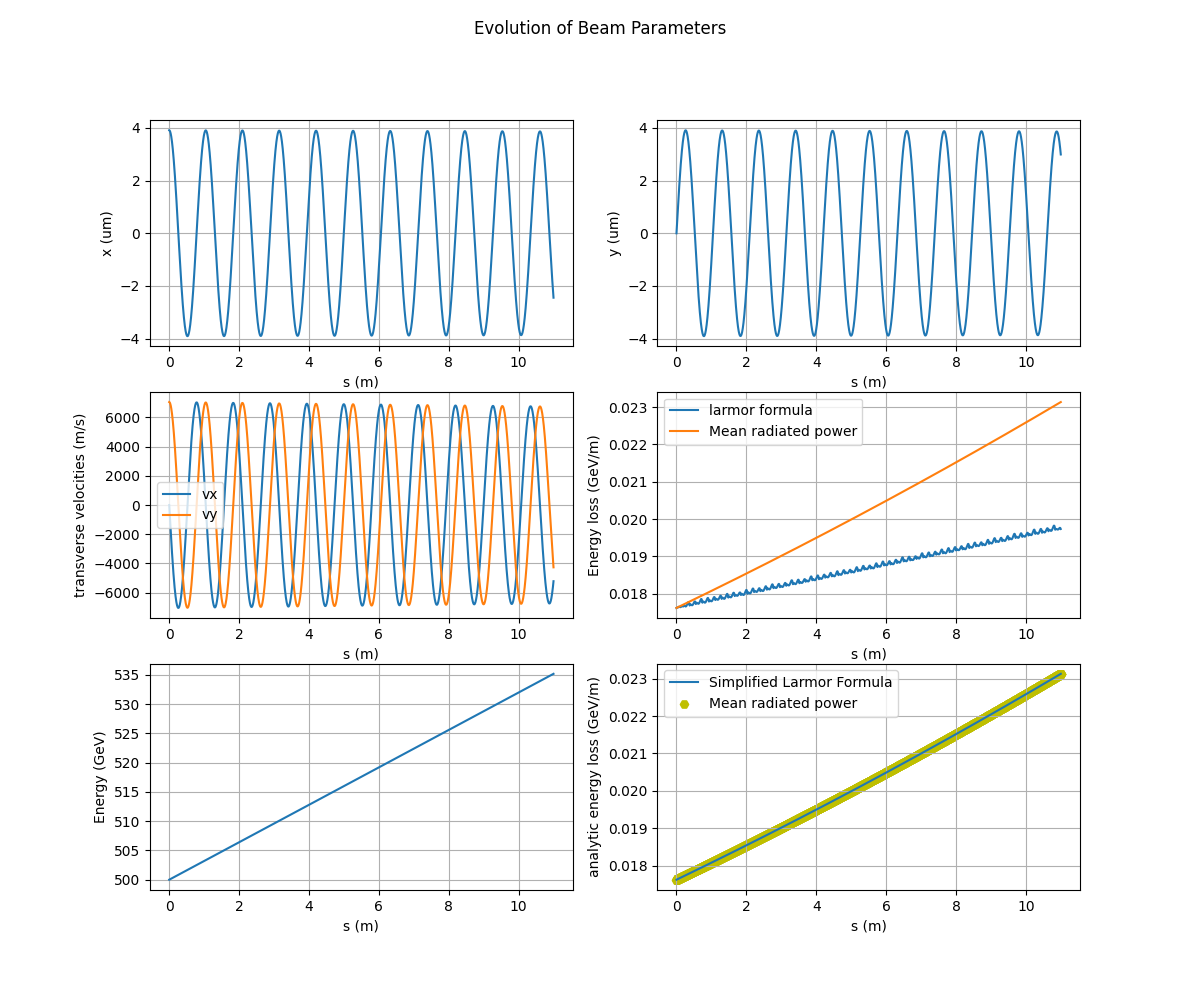 Evolution of Beam Parameters
4
2
0
−2
−4
x (um)
0 2 4 6 8 10
s (m)
4
2
0
−2
−4
y (um)
0 2 4 6 8 10
s (m)
6000
4000
2000
0
−2000
−4000
−6000
transverse velocities (m/s)
vx
vy
0 2 4 6 8 10
s (m)
0.023
0.022
0.021
0.020
0.019
0.018
Energy loss (GeV/m)
larmor formula
Mean radiated power
0 2 4 6 8 10
s (m)
535
530
525
520
515
510
505
500
Energy (GeV)
0 2 4 6 8 10
s (m)
0.023
0.022
0.021
0.020
0.019
0.018
analytic energy loss (GeV/m)
Simplified Larmor Formula
Mean radiated power
0 2 4 6 8 10
s (m)